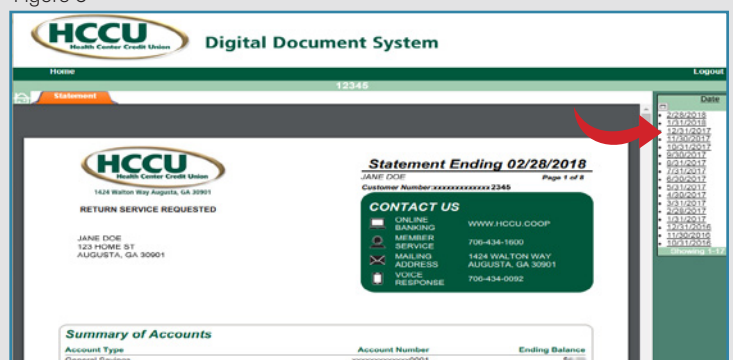 HCCU
Health Center Credit Union
Digital Document System
Home
Logout
12345
Statement
Date
2/28/2018
1/31/2018
12/31/2017
11/30/2017
10/31/2017
9/30/2017
8/31/2017
7/31/2017
6/30/2017
5/31/2017
4/30/2017
3/31/2017
2/28/2017
1/31/2017
12/31/2016
11/30/2016
10/31/2016
Showing 1-17
HCCU
Health Center Credit Union
1424 Walton Way Augusta, GA 30901
RETURN SERVICE REQUESTED
JANE DOE
123 HOME ST
AUGUSTA, GA 30901
Statement Ending 02/28/2018
JANE DOE Page 1 of 8
Customer Number:xxxxxxxxxxxx2345
CONTACT US
ONLINE BANKING WWW.HCCU.COOP
MEMBER SERVICE 706-434-1600
MAILING ADDRESS 1424 WALTON WAY AUGUSTA, GA 30901
VOICE RESPONSE 706-434-0092
Summary of Accounts
Account Type Account Number Ending Balance